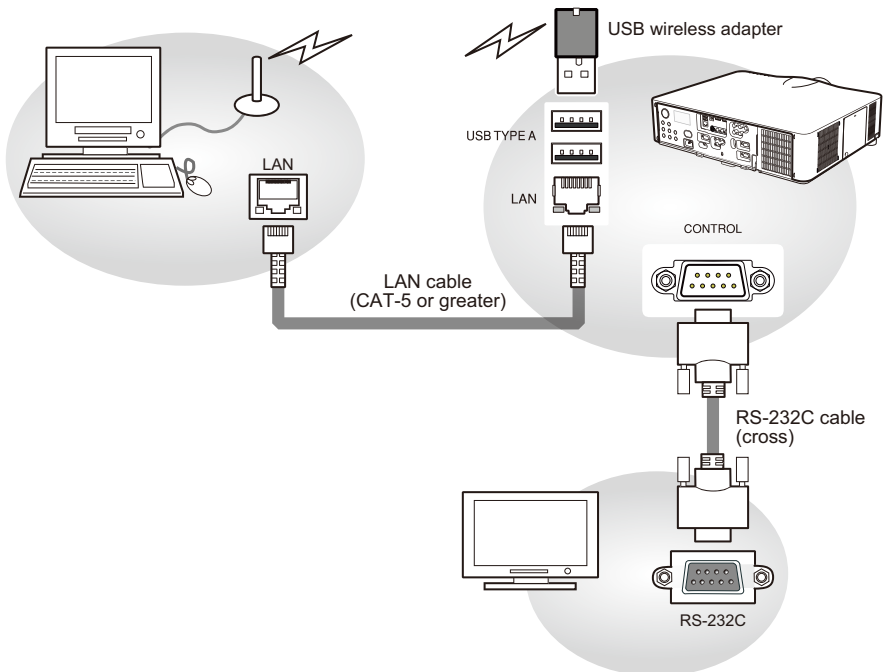 USB wireless adapter
USB TYPE A
LAN
LAN
CONTROL
LAN cable
(CAT-5 or greater)
RS-232C cable
(cross)
RS-232C